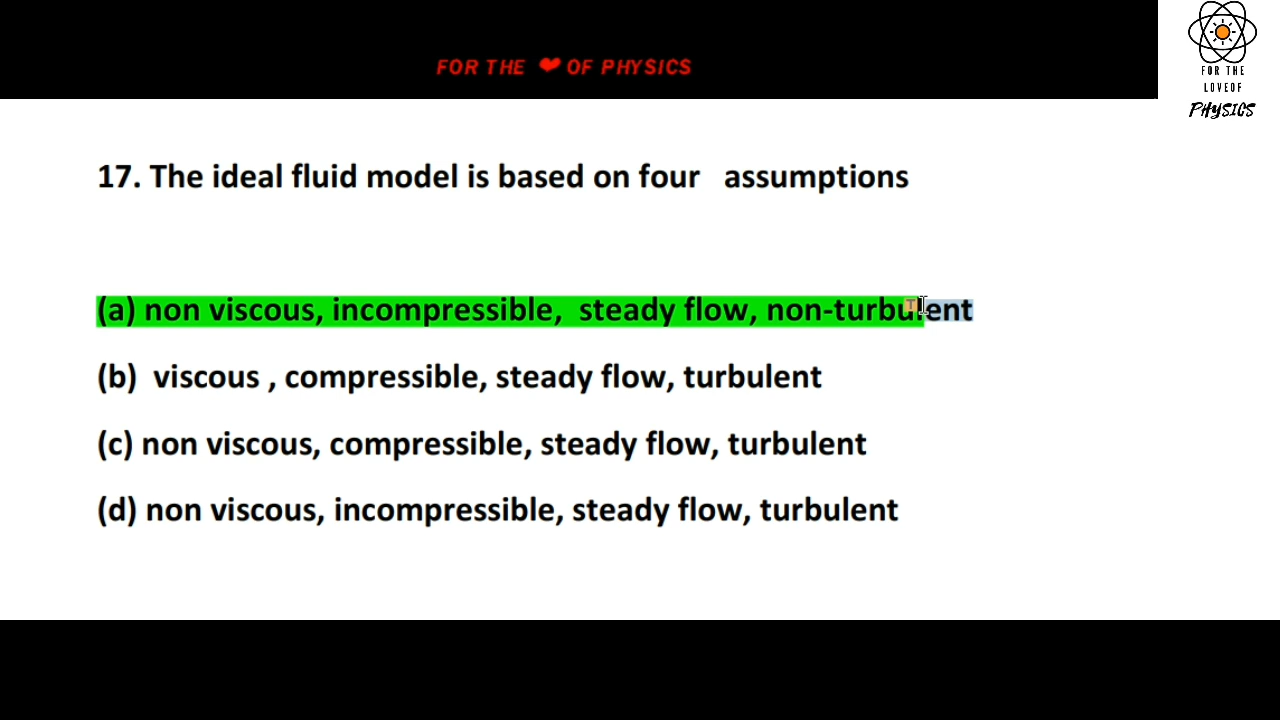 FOR THE ❤ OF PHYSICS
FOR THE
LOVEOF
PHYSICS
17. The ideal fluid model is based on four   assumptions
(a) non viscous, incompressible,  steady flow, non-turbulent
(b)  viscous , compressible, steady flow, turbulent
(c) non viscous, compressible, steady flow, turbulent
(d) non viscous, incompressible, steady flow, turbulent